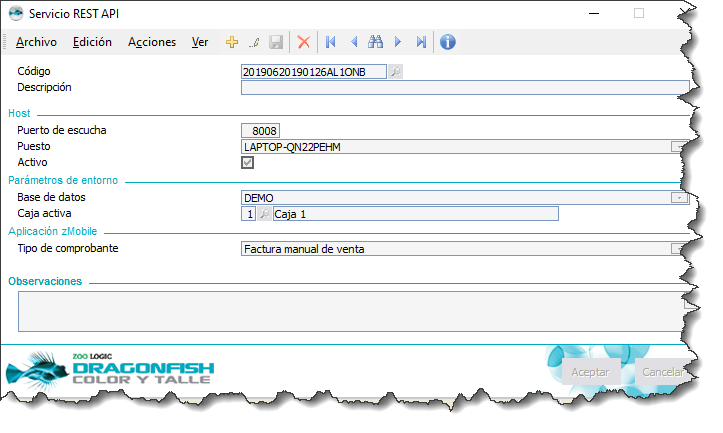 Servicio REST API
Archivo Edición Acciones Ver
Código 20190620190126AL1ONB
Descripción
Host
Puerto de escucha 8008
Puesto LAPTOP-QN22PEHM
Activo
Parámetros de entorno
Base de datos DEMO
Caja activa 1 Caja 1
Aplicación zMobile
Tipo de comprobante Factura manual de venta
Observaciones
ZOO LOGIC
DRAGONFISH
COLOR Y TALLE
Aceptar Cancelar